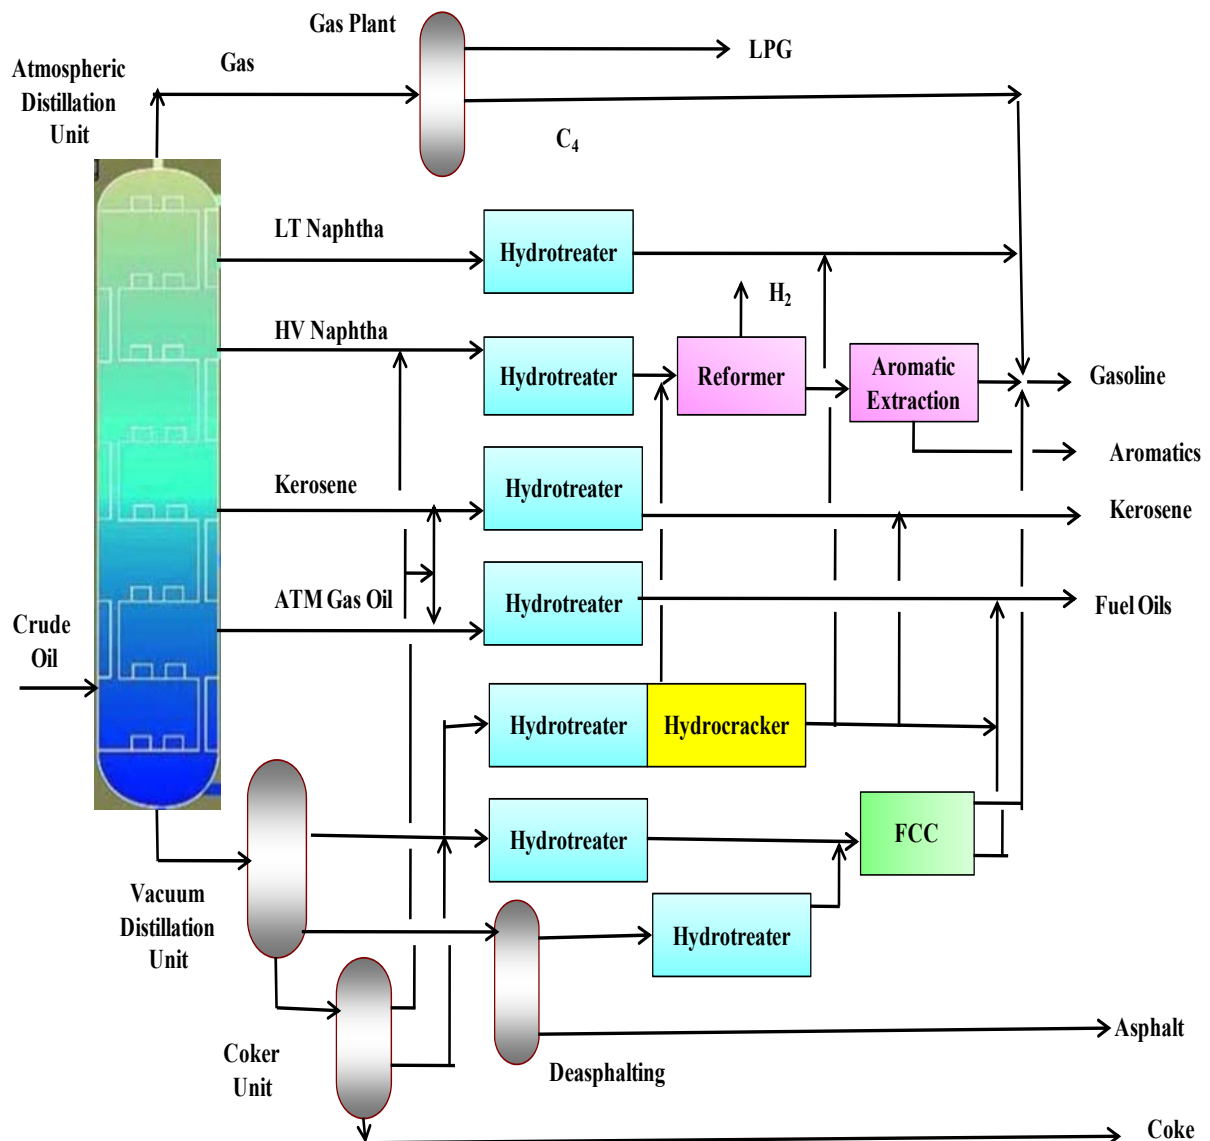 Gas Plant
LPG
Gas
Atmospheric
Distillation
Unit
C₄
LT Naphtha
Hydrotreater
H₂
HV Naphtha
Hydrotreater
Reformer
Aromatic
Extraction
Gasoline
Aromatics
Kerosene
Hydrotreater
Kerosene
ATM Gas Oil
Hydrotreater
Fuel Oils
Crude
Oil
Hydrotreater
Hydrocracker
Hydrotreater
FCC
Vacuum
Distillation
Unit
Hydrotreater
Asphalt
Coker
Unit
Deasphalting
Coke